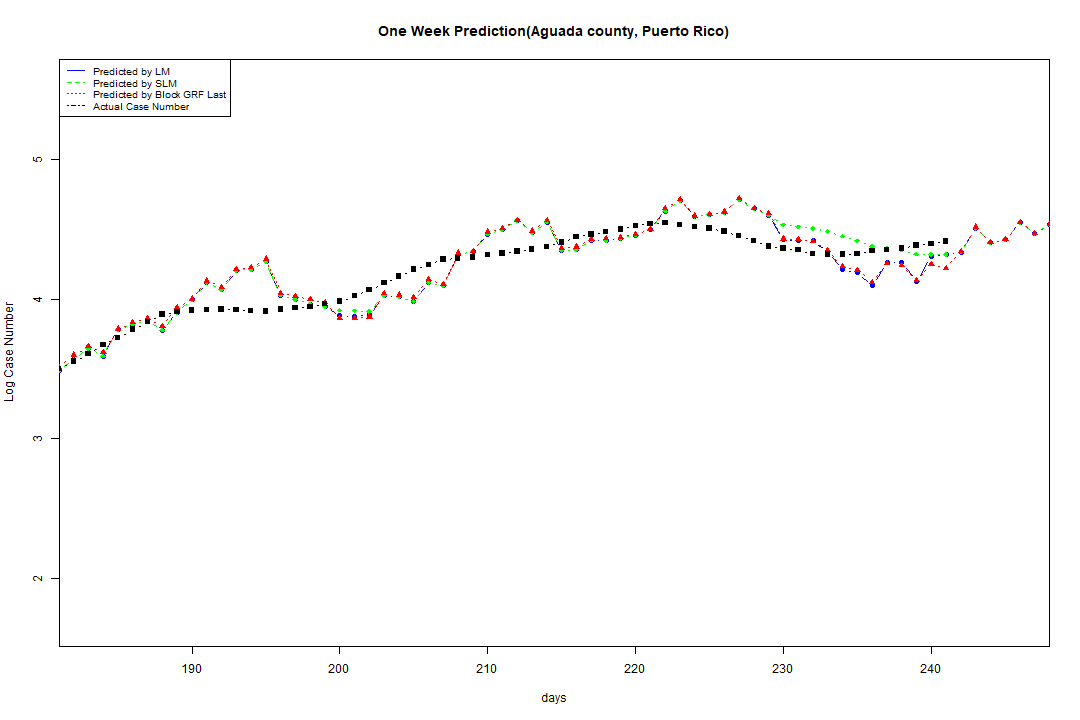 One Week Prediction(Aguada county, Puerto Rico)
Predicted by LM
Predicted by SLM
Predicted by Block GRF Last
Actual Case Number
5
4
3
2
Log Case Number
190 200 210 220 230 240
days